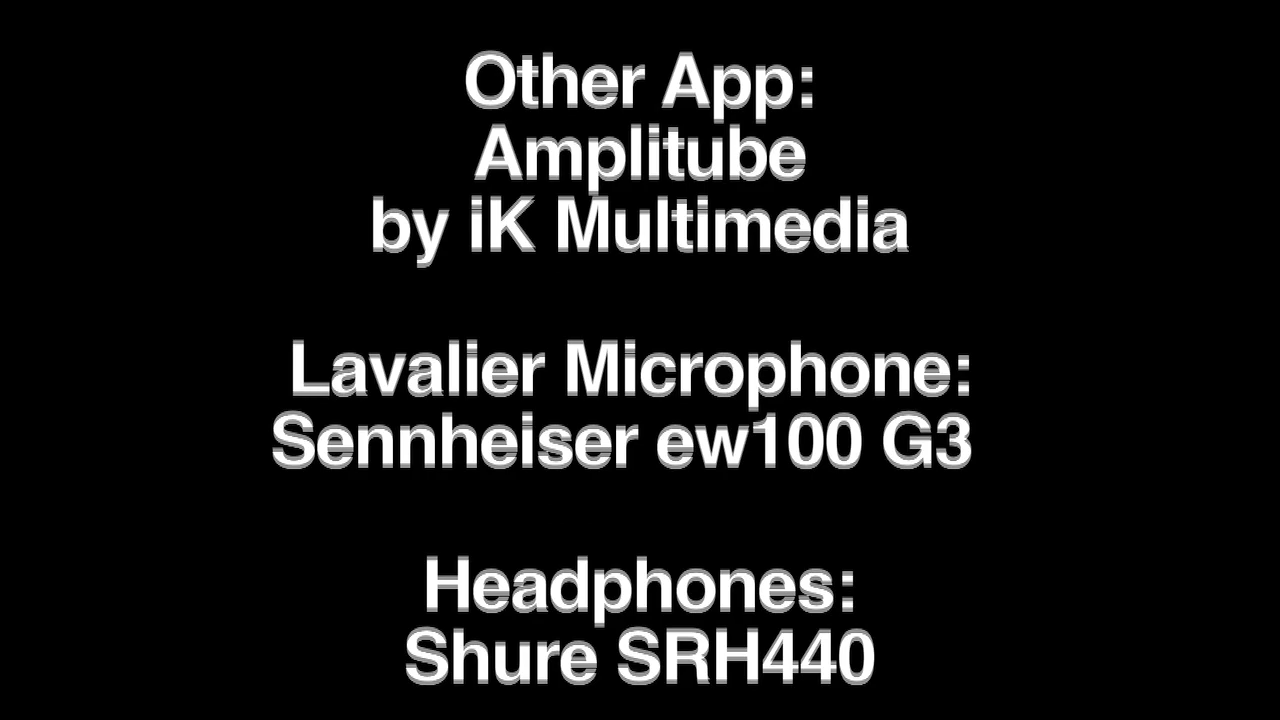 Other App:
Amplitube
by iK Multimedia
Lavalier Microphone:
Sennheiser ew100 G3
Headphones:
Shure SRH440